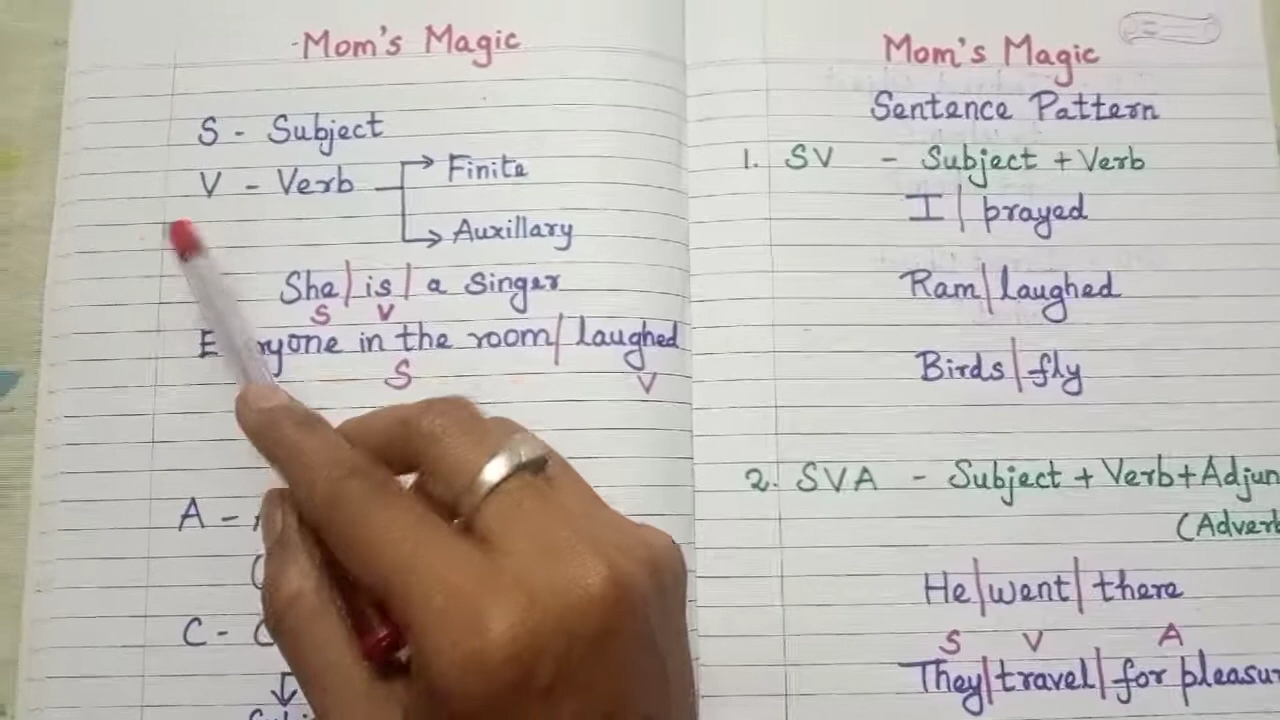 Mom's Magic
S - Subject
V - Verb
Finite
Auxillary
She | is | a Singer
S V
in the room | laughed
S V
A -
C -
Mom's Magic
Sentence Pattern
1. SV - Subject + Verb
I | prayed
Ram | laughed
Birds | fly
2. SVA - Subject + Verb + Adjun
(Adverb
He | went | there
S V A
They | travel | for pleasur